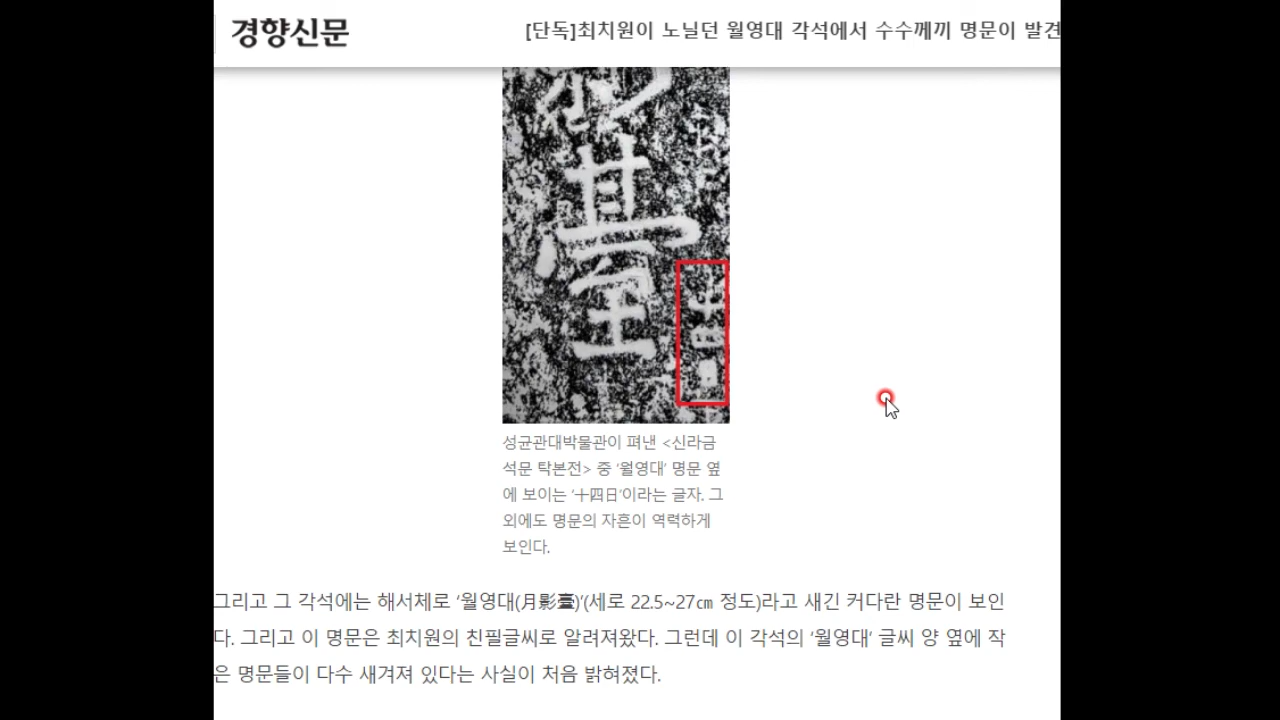 경향신문
[단독]최치원이 노닐던 월영대 각석에서 수수께끼 명문이 발견
臺
十
四
日
성균관대박물관이 펴낸 <신라금
석문 탁본전> 중 '월영대' 명문 옆
에 보이는 '十四日'이라는 글자. 그
외에도 명문의 자흔이 역력하게
보인다.
그리고 그 각석에는 해서체로 '월영대(月影臺)'(세로 22.5~27㎝ 정도)라고 새긴 커다란 명문이 보인
다. 그리고 이 명문은 최치원의 친필글씨로 알려져왔다. 그런데 이 각석의 '월영대' 글씨 양 옆에 작
은 명문들이 다수 새겨져 있다는 사실이 처음 밝혀졌다.